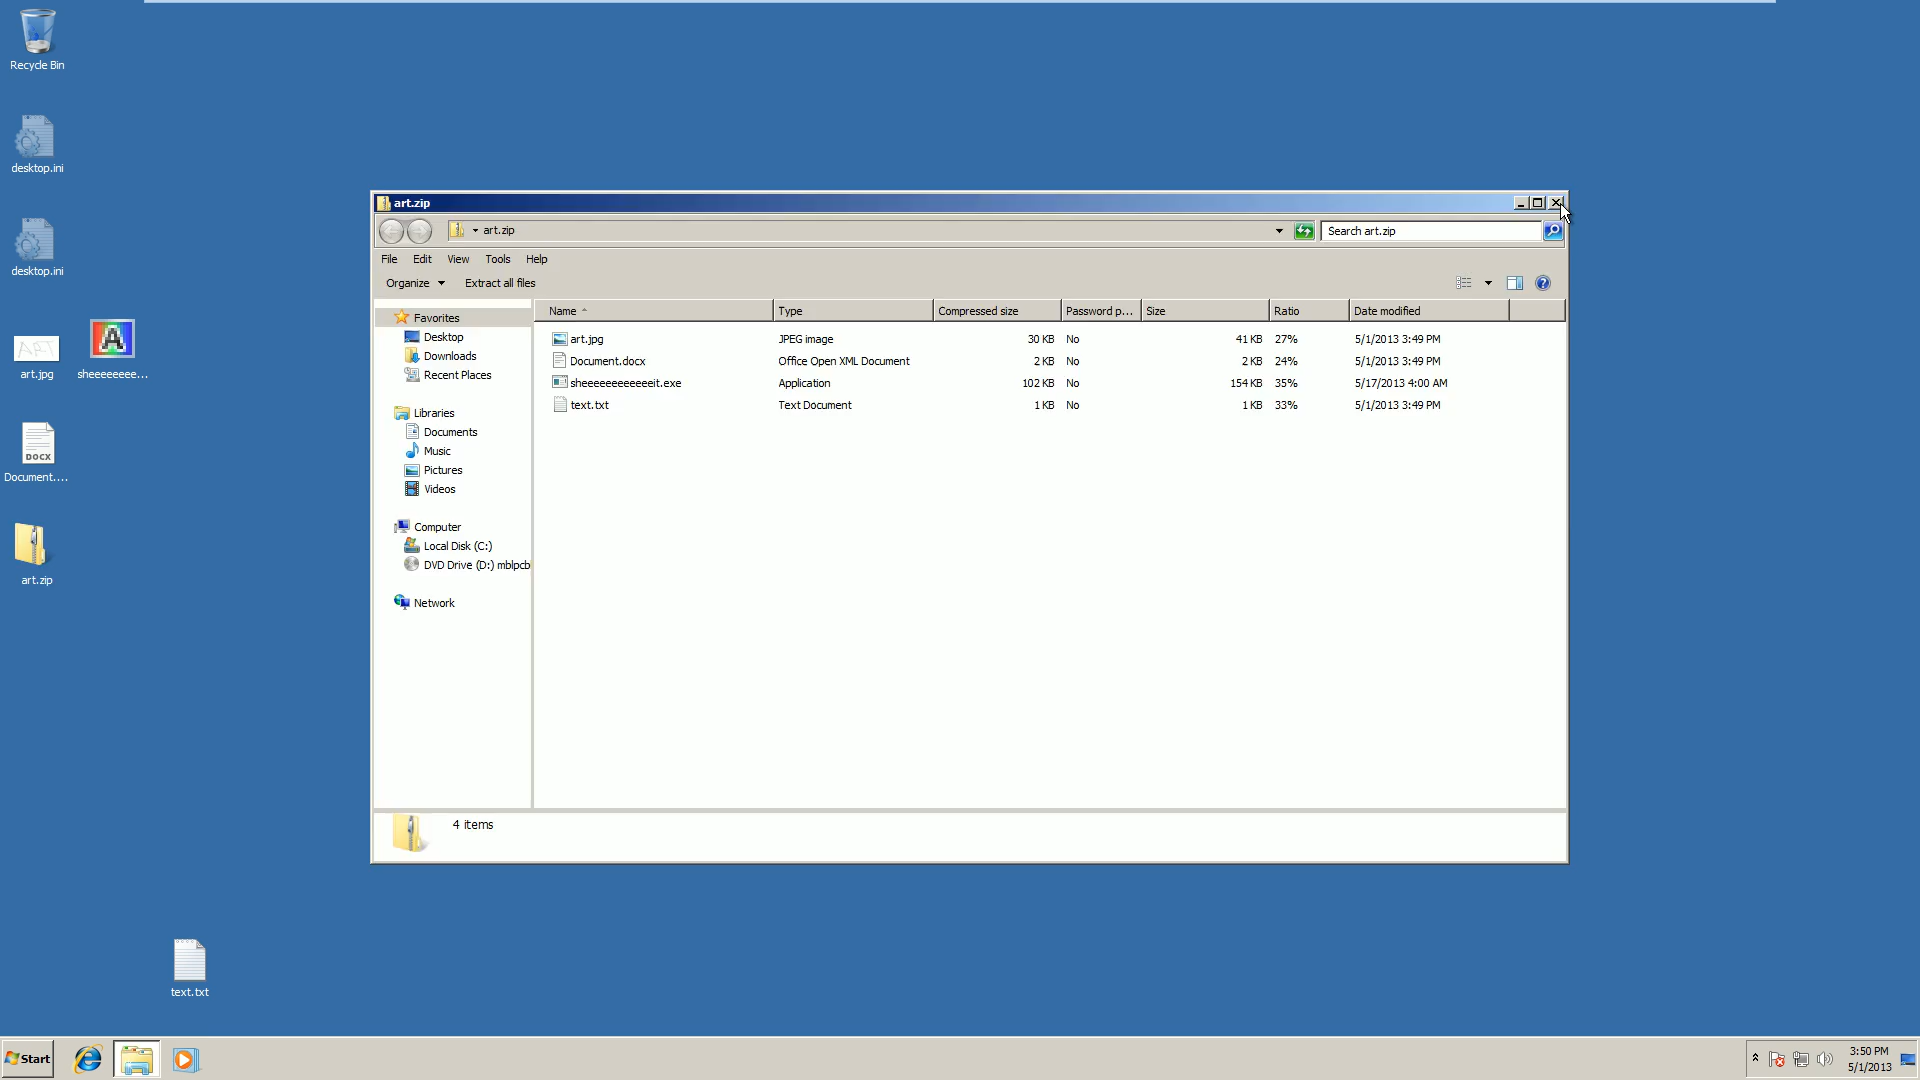 Recycle Bin
desktop.ini
desktop.ini
ART
art.jpg
A
sheeeeeeee...
DOCX
Document....
art.zip
text.txt
art.zip
art.zip
Search art.zip
File Edit View Tools Help
Organize Extract all files
Favorites
Desktop
Downloads
Recent Places
Libraries
Documents
Music
Pictures
Videos
Computer
Local Disk (C:)
DVD Drive (D:) mblpcb
Network
Name Type Compressed size Password p... Size Ratio Date modified
art.jpg JPEG image 30 KB No 41 KB 27% 5/1/2013 3:49 PM
Document.docx Office Open XML Document 2 KB No 2 KB 24% 5/1/2013 3:49 PM
sheeeeeeeeeeeeit.exe Application 102 KB No 154 KB 35% 5/17/2013 4:00 AM
text.txt Text Document 1 KB No 1 KB 33% 5/1/2013 3:49 PM
4 items
Start
3:50 PM
5/1/2013